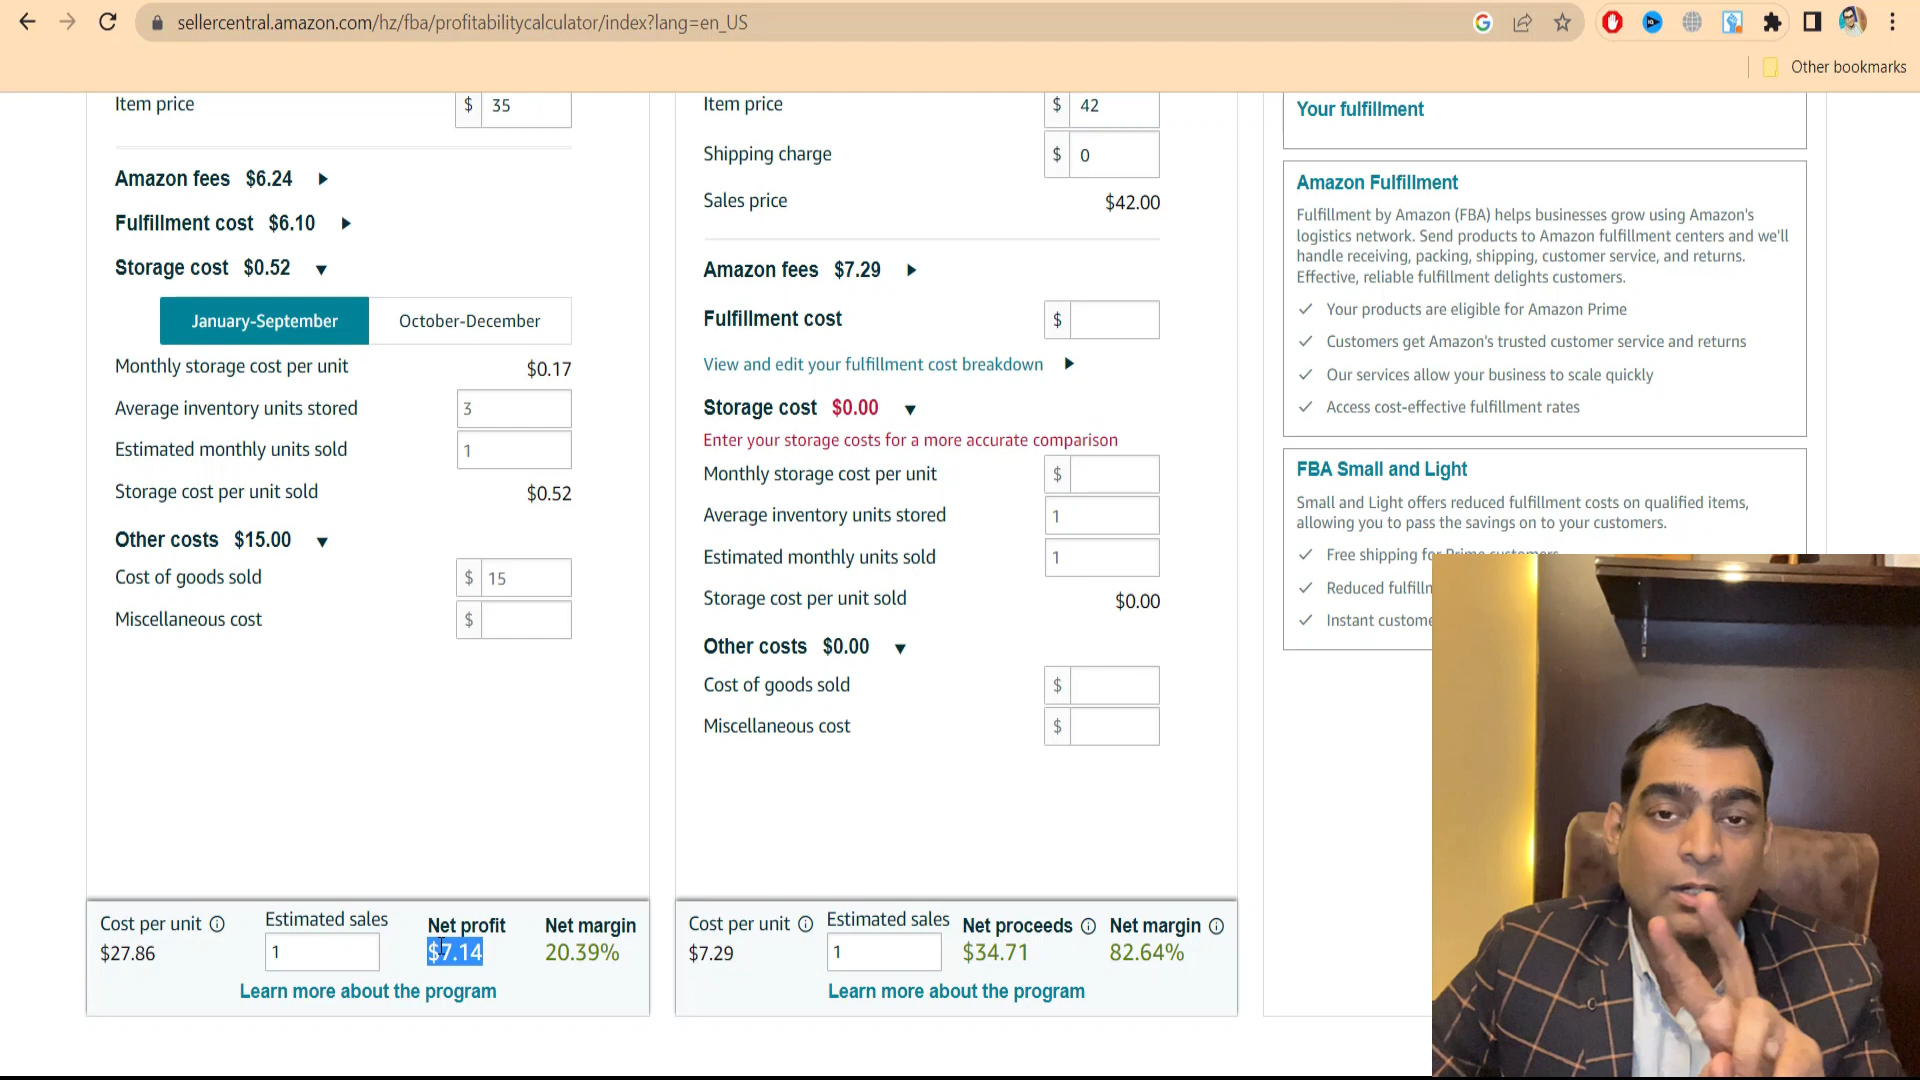 sellercentral.amazon.com/hz/fba/profitabilitycalculator/index?lang=en_US
Other bookmarks
Item price $ 35
Amazon fees $6.24
Fulfillment cost $6.10
Storage cost $0.52
January-September October-December
Monthly storage cost per unit $0.17
Average inventory units stored 3
Estimated monthly units sold 1
Storage cost per unit sold $0.52
Other costs $15.00
Cost of goods sold $ 15
Miscellaneous cost $
Cost per unit Estimated sales Net profit Net margin
$27.86 1 $7.14 20.39%
Learn more about the program
Item price $ 42
Shipping charge $ 0
Sales price $42.00
Amazon fees $7.29
Fulfillment cost $
View and edit your fulfillment cost breakdown
Storage cost $0.00
Enter your storage costs for a more accurate comparison
Monthly storage cost per unit $
Average inventory units stored 1
Estimated monthly units sold 1
Storage cost per unit sold $0.00
Other costs $0.00
Cost of goods sold $
Miscellaneous cost $
Cost per unit Estimated sales Net proceeds Net margin
$7.29 1 $34.71 82.64%
Learn more about the program
Your fulfillment
Amazon Fulfillment
Fulfillment by Amazon (FBA) helps businesses grow using Amazon's
logistics network. Send products to Amazon fulfillment centers and we'll
handle receiving, packing, shipping, customer service, and returns.
Effective, reliable fulfillment delights customers.
Your products are eligible for Amazon Prime
Customers get Amazon's trusted customer service and returns
Our services allow your business to scale quickly
Access cost-effective fulfillment rates
FBA Small and Light
Small and Light offers reduced fulfillment costs on qualified items,
allowing you to pass the savings on to your customers.
Free shipping for Prime customers
Reduced
Instant